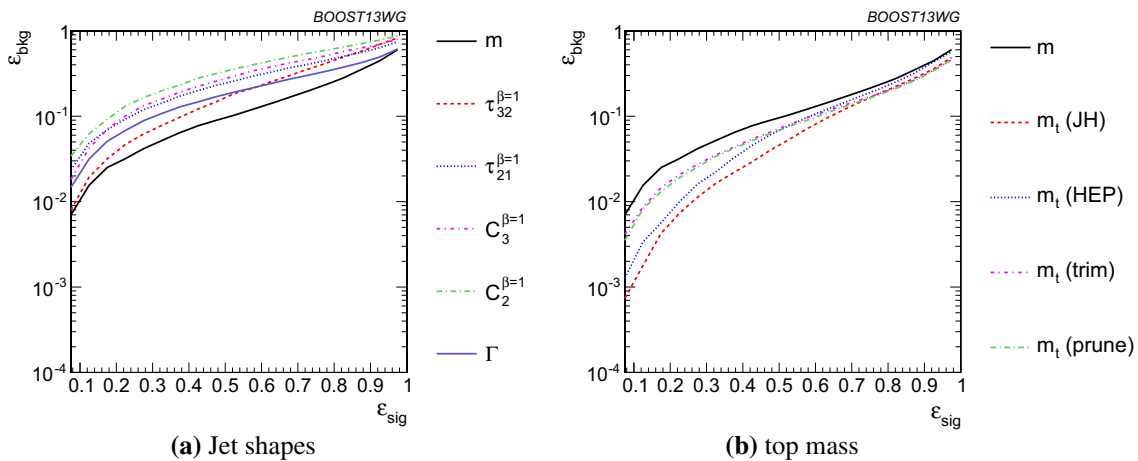 BOOST13WG
ε_bkg
1
10⁻¹
10⁻²
10⁻³
10⁻⁴
0.1 0.2 0.3 0.4 0.5 0.6 0.7 0.8 0.9 1
ε_sig
m
τ₃₂^β=1
τ₂₁^β=1
C₃^β=1
C₂^β=1
Γ
(a) Jet shapes
BOOST13WG
ε_bkg
1
10⁻¹
10⁻²
10⁻³
10⁻⁴
0.1 0.2 0.3 0.4 0.5 0.6 0.7 0.8 0.9 1
ε_sig
m
m_t (JH)
m_t (HEP)
m_t (trim)
m_t (prune)
(b) top mass